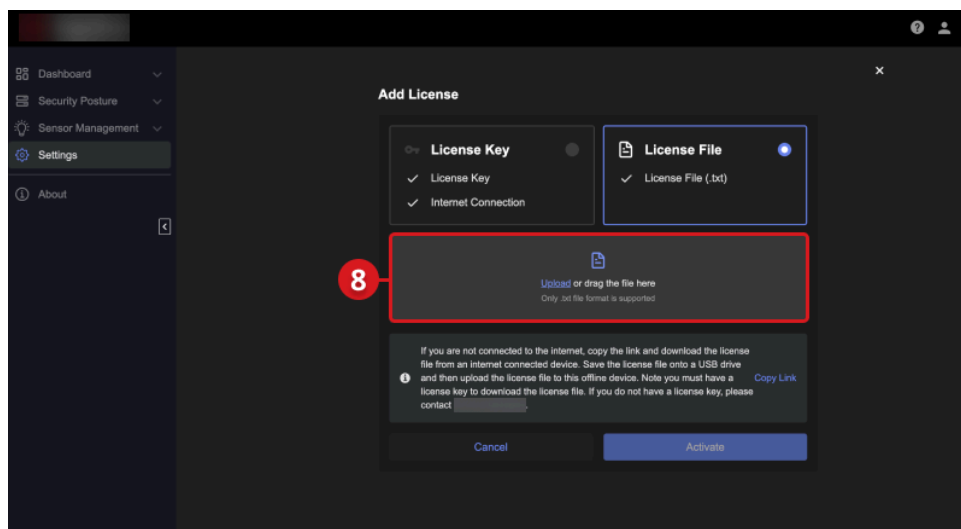 Dashboard
Security Posture
Sensor Management
Settings
About
Add License
License Key
License Key
Internet Connection
License File
License File (.txt)
8
Upload or drag the file here
Only .txt file format is supported
If you are not connected to the internet, copy the link and download the license
file from an internet connected device. Save the license file onto a USB drive
and then upload the license file to this offline device. Note you must have a
license key to download the license file. If you do not have a license key, please
contact .
Copy Link
Cancel
Activate